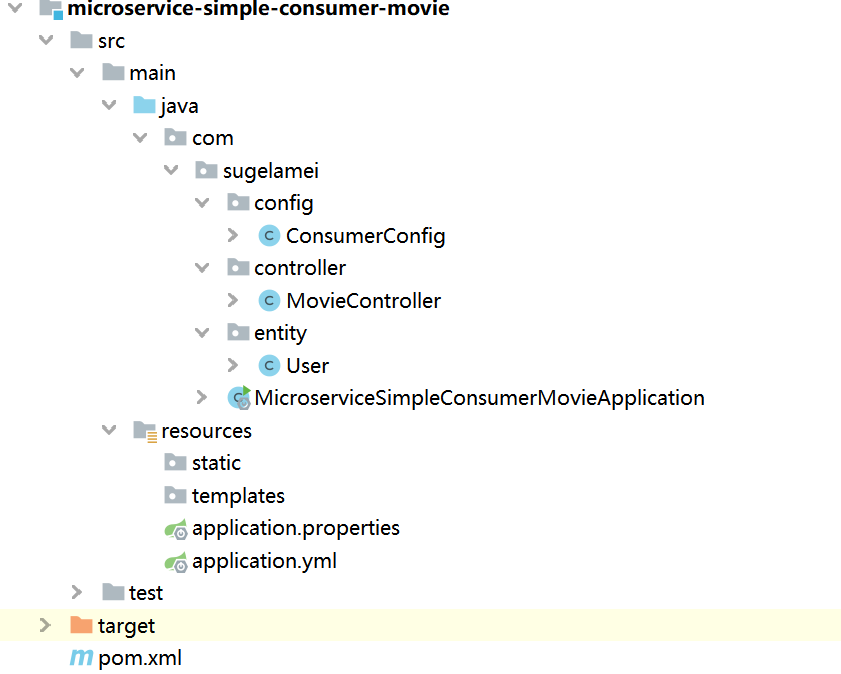 microservice-simple-consumer-movie
src
main
java
com
sugelamei
config
C ConsumerConfig
controller
C MovieController
entity
C User
C MicroserviceSimpleConsumerMovieApplication
resources
static
templates
application.properties
application.yml
test
target
m pom.xml